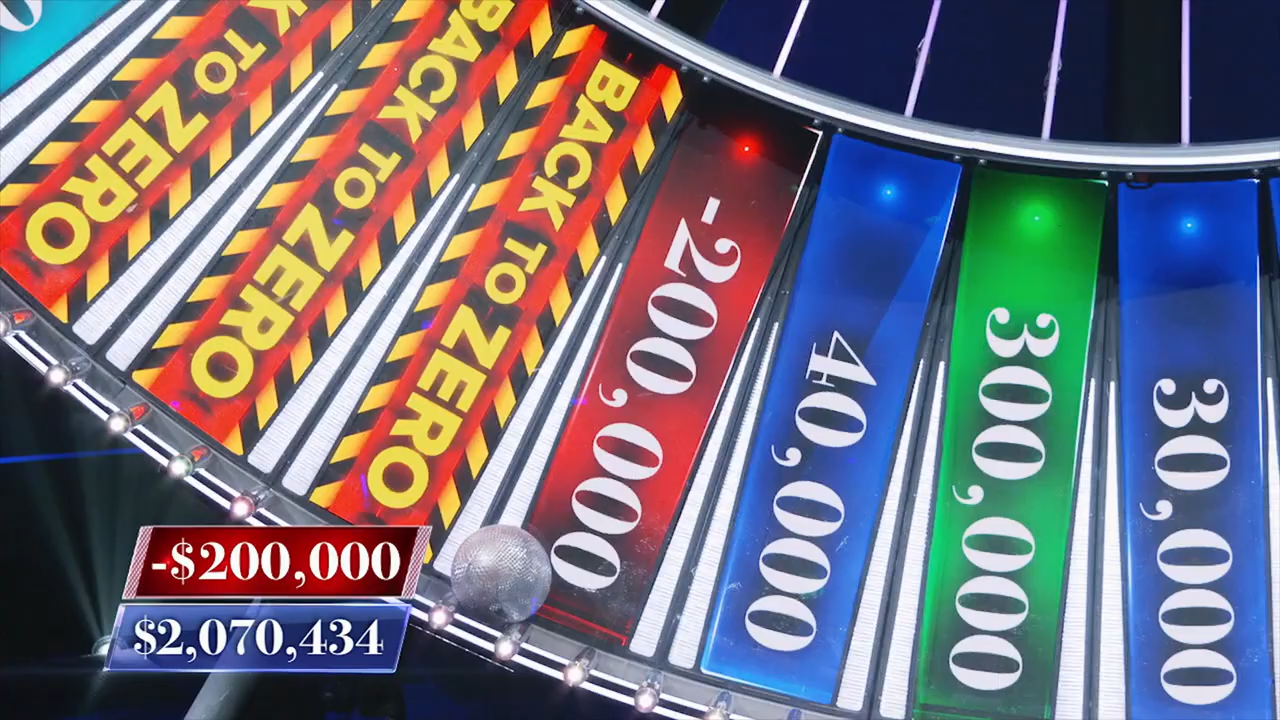 BACK TO ZERO
BACK TO ZERO
BACK TO ZERO
-200,000
40,000
300,000
30,000
-$200,000
$2,070,434